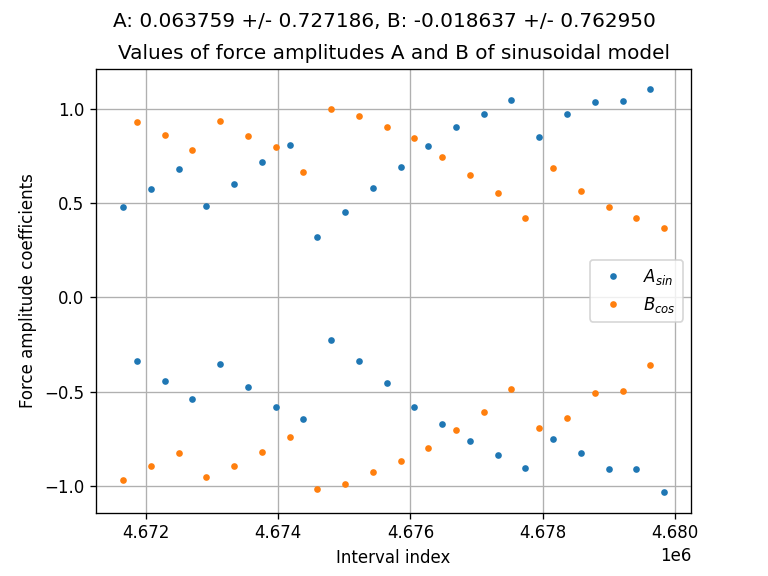 A: 0.063759 +/- 0.727186, B: -0.018637 +/- 0.762950
Values of force amplitudes A and B of sinusoidal model
Force amplitude coefficients
1.0
0.5
0.0
−0.5
−1.0
A_sin
B_cos
4.672 4.674 4.676 4.678 4.680
1e6
Interval index